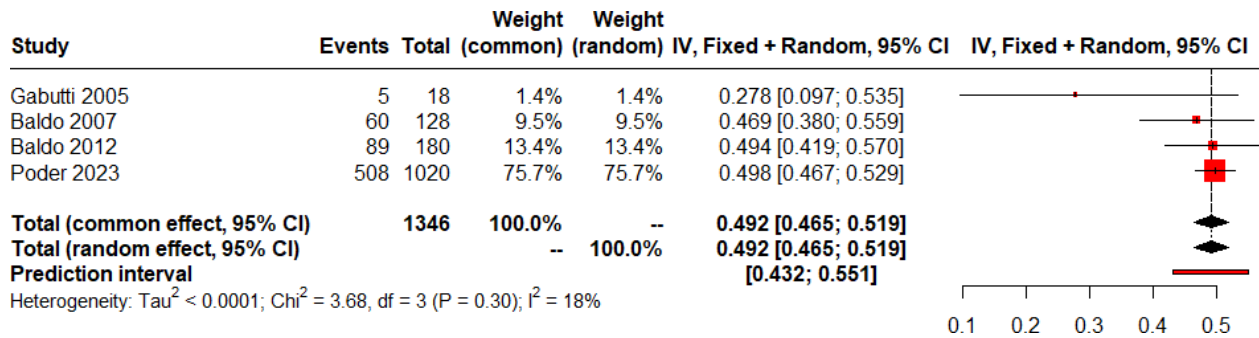 Weight Weight
Study Events Total (common) (random) IV, Fixed + Random, 95% CI IV, Fixed + Random, 95% CI
Gabutti 2005 5 18 1.4% 1.4% 0.278 [0.097; 0.535]
Baldo 2007 60 128 9.5% 9.5% 0.469 [0.380; 0.559]
Baldo 2012 89 180 13.4% 13.4% 0.494 [0.419; 0.570]
Poder 2023 508 1020 75.7% 75.7% 0.498 [0.467; 0.529]
Total (common effect, 95% CI) 1346 100.0% -- 0.492 [0.465; 0.519]
Total (random effect, 95% CI) -- 100.0% 0.492 [0.465; 0.519]
Prediction interval [0.432; 0.551]
Heterogeneity: Tau² < 0.0001; Chi² = 3.68, df = 3 (P = 0.30); I² = 18%
0.1 0.2 0.3 0.4 0.5